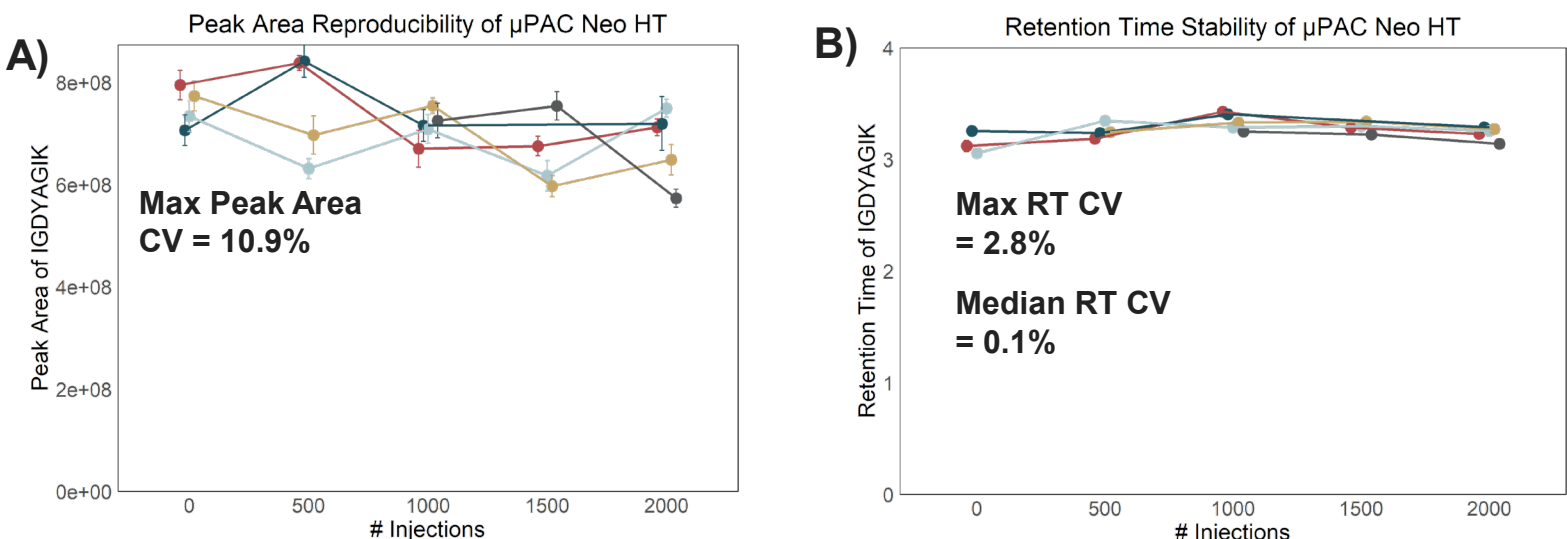 A)
Peak Area Reproducibility of µPAC Neo HT
Peak Area of IGDYAGIK
8e+08
6e+08
4e+08
2e+08
0e+00
Max Peak Area
CV = 10.9%
0
500
1000
1500
2000
# Injections
B)
Retention Time Stability of µPAC Neo HT
Retention Time of IGDYAGIK
4
3
2
1
0
Max RT CV
= 2.8%
Median RT CV
= 0.1%
0
500
1000
1500
2000
# Injections